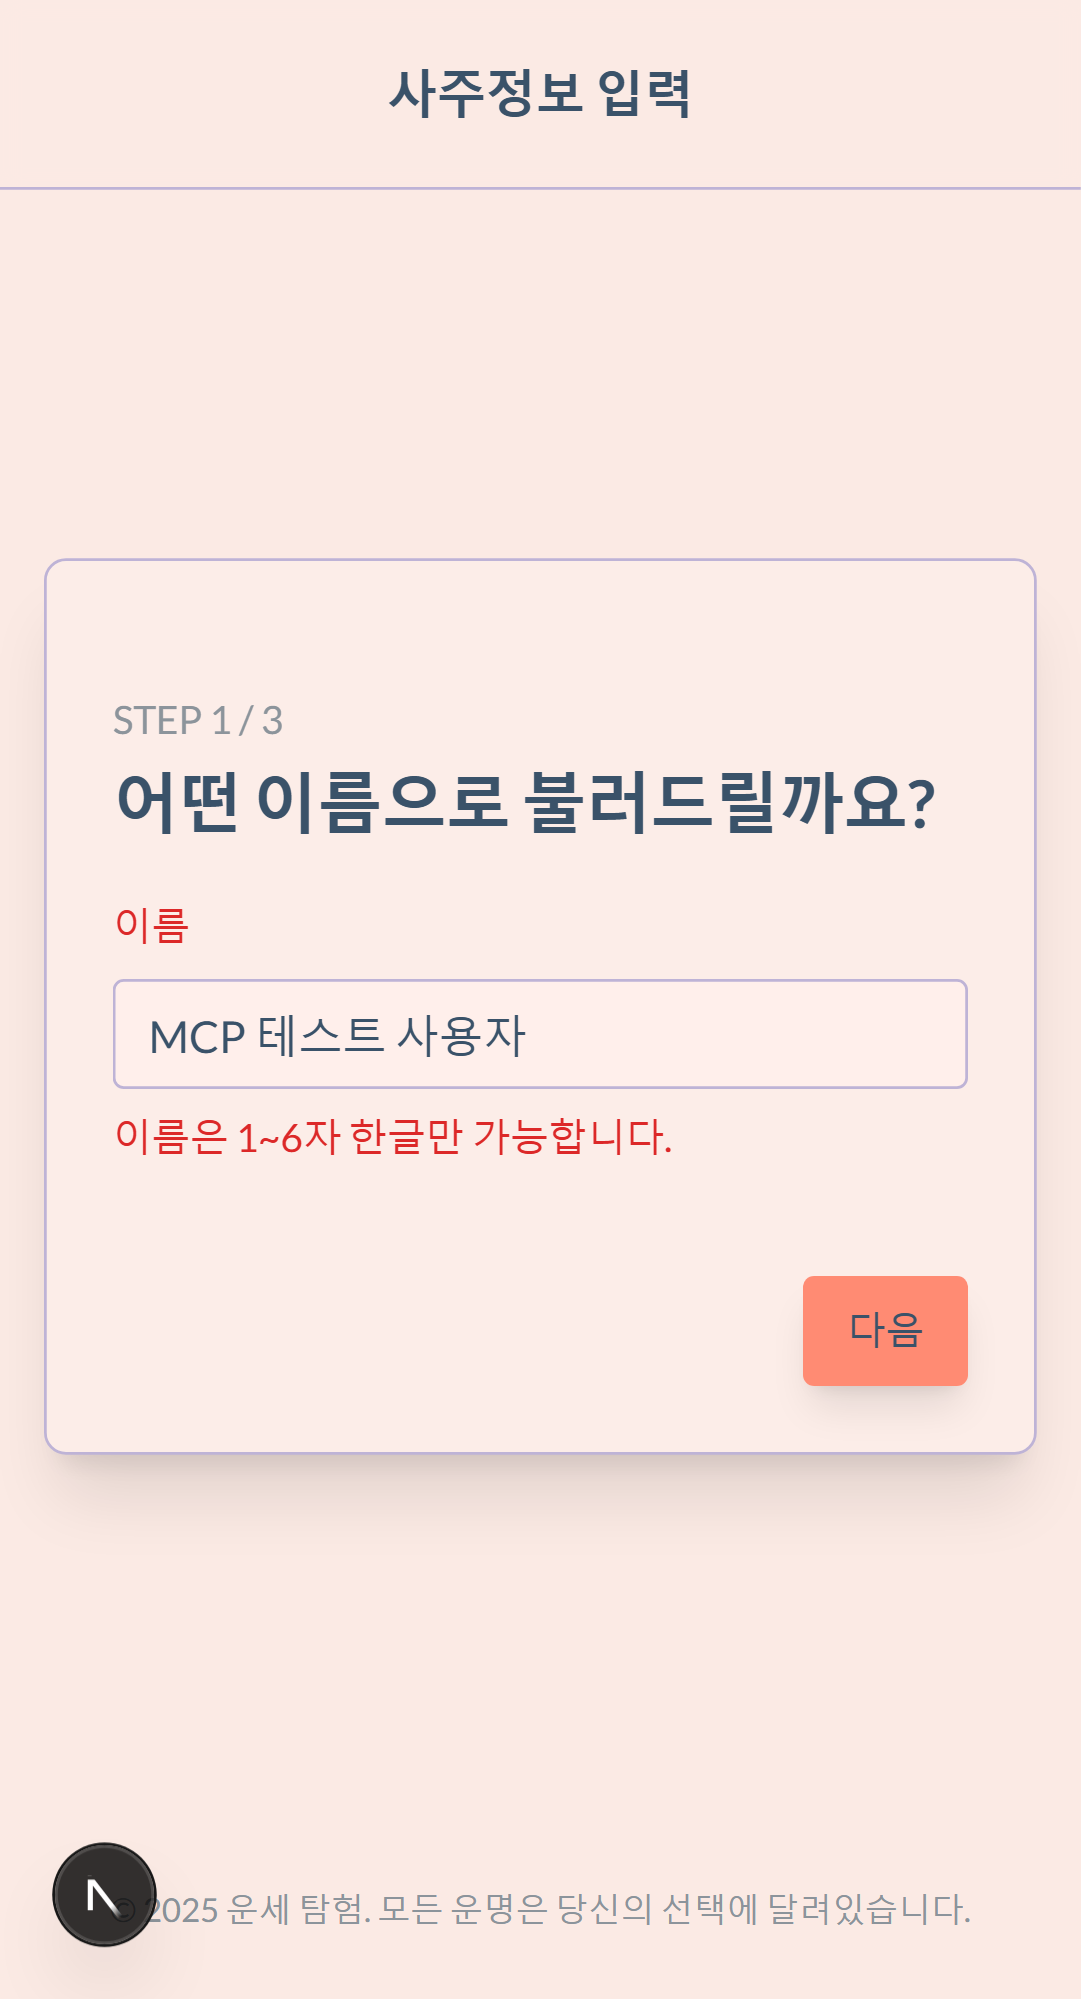 사주정보 입력
STEP 1 / 3
어떤 이름으로 불러드릴까요?
이름
MCP 테스트 사용자
이름은 1~6자 한글만 가능합니다.
다음
N
© 2025 운세 탐험. 모든 운명은 당신의 선택에 달려있습니다.